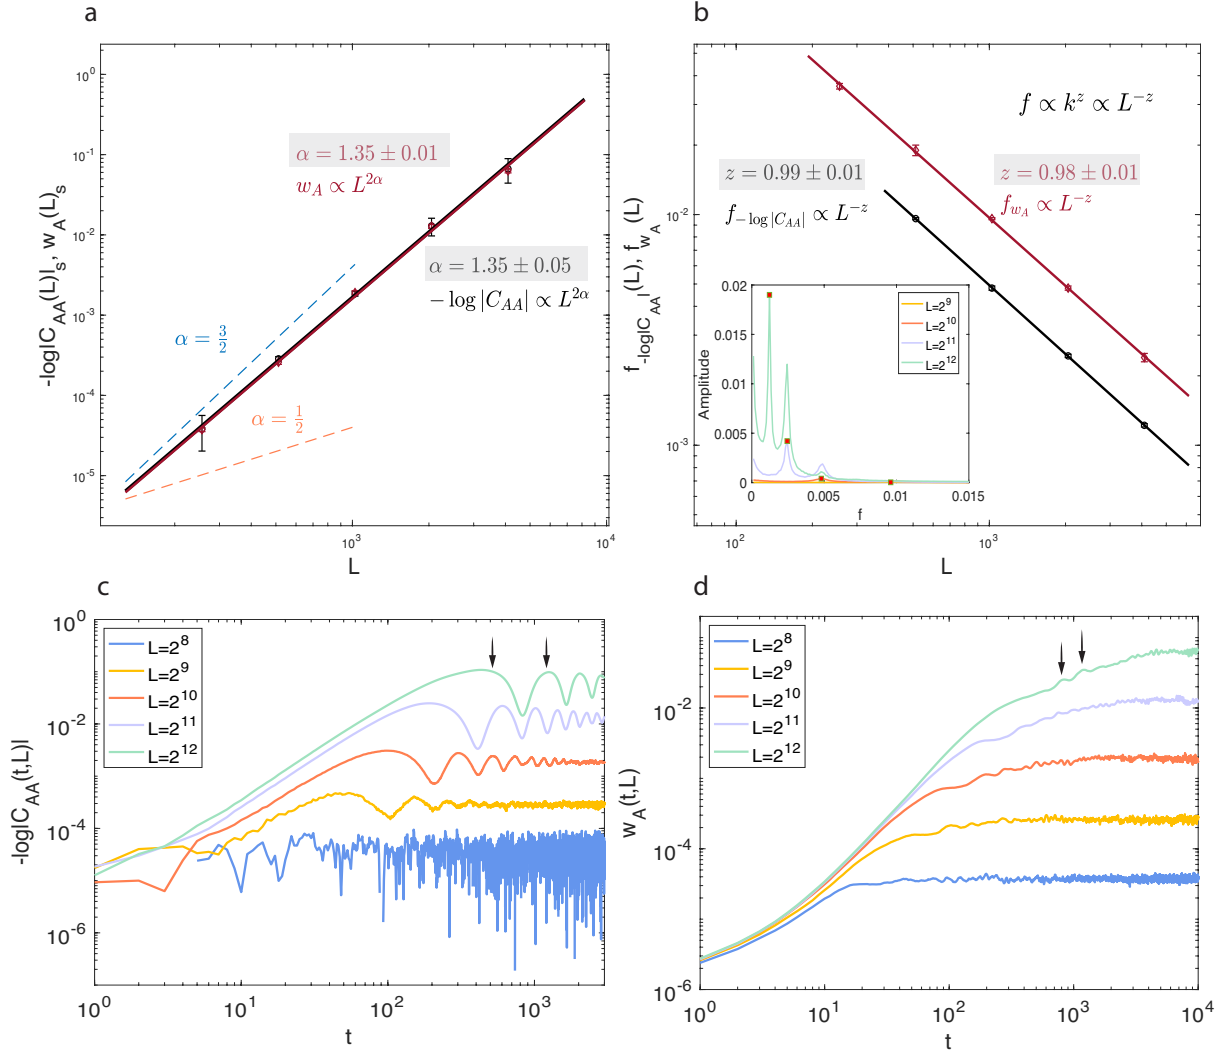 a
10^0
10^-1
10^-2
10^-3
10^-4
10^-5
10^3
10^4
L
-log|C_AA(L)|_s, w_A(L)_s
α = 1.35 ± 0.01
w_A ∝ L^{2α}
α = 1.35 ± 0.05
− log |C_AA| ∝ L^{2α}
α = 3/2
α = 1/2
b
10^-2
10^-3
10^2
10^3
L
f_{-log|C_AA|}(L), f_{w_A}(L)
f ∝ k^z ∝ L^{-z}
z = 0.99 ± 0.01
f_{−log|C_AA|} ∝ L^{-z}
z = 0.98 ± 0.01
f_{w_A} ∝ L^{-z}
0.02
0.015
0.01
0.005
0
Amplitude
0
0.005
0.01
0.015
f
L=2^9
L=2^10
L=2^11
L=2^12
c
10^0
10^-2
10^-4
10^-6
10^0
10^1
10^2
10^3
t
-log|C_AA(t,L)|
L=2^8
L=2^9
L=2^10
L=2^11
L=2^12
d
10^-2
10^-4
10^-6
10^0
10^1
10^2
10^3
10^4
t
w_A(t,L)
L=2^8
L=2^9
L=2^10
L=2^11
L=2^12